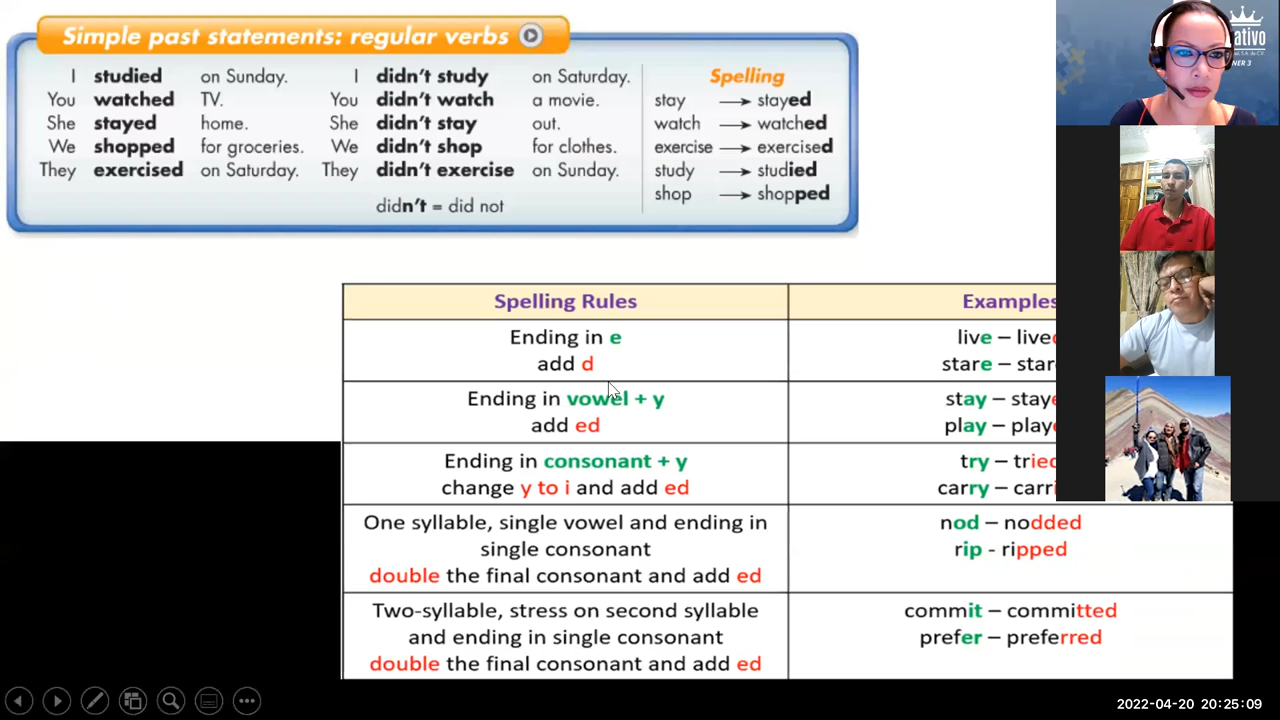 Simple past statements: regular verbs
I studied on Sunday. I didn't study on Saturday. Spelling
You watched TV. You didn't watch a movie. stay → stayed
She stayed home. She didn't stay out. watch → watched
We shopped for groceries. We didn't shop for clothes. exercise → exercised
They exercised on Saturday. They didn't exercise on Sunday. study → studied
shop → shopped
didn't = did not
Spelling Rules Examples
Ending in e live – live
add d stare – star
Ending in vowel + y stay – stay
add ed play – play
Ending in consonant + y try – trie
change y to i and add ed carry – carr
One syllable, single vowel and ending in nod – nodded
single consonant rip - ripped
double the final consonant and add ed
Two-syllable, stress on second syllable commit – committed
and ending in single consonant prefer – preferred
double the final consonant and add ed
ativo
NER 3
2022-04-20 20:25:09